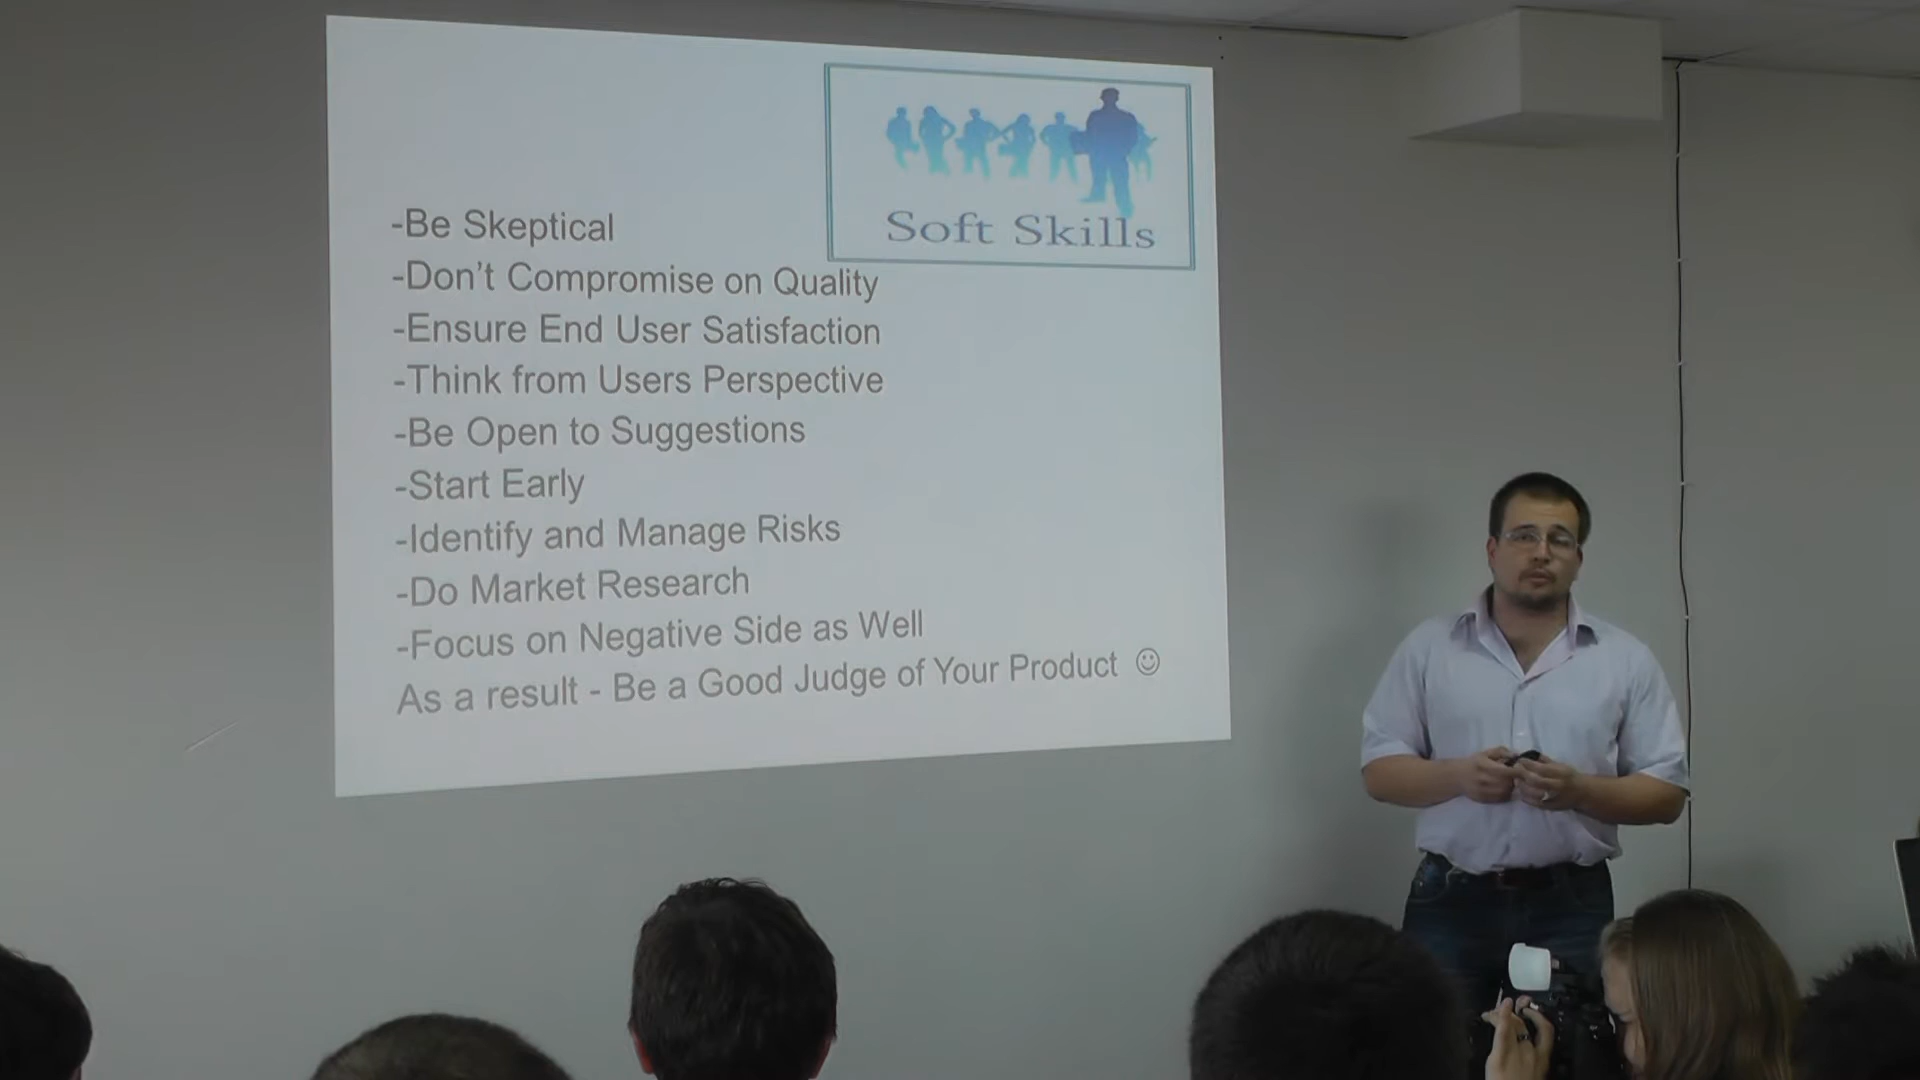 Soft Skills
-Be Skeptical
-Don't Compromise on Quality
-Ensure End User Satisfaction
-Think from Users Perspective
-Be Open to Suggestions
-Start Early
-Identify and Manage Risks
-Do Market Research
-Focus on Negative Side as Well
As a result - Be a Good Judge of Your Product ☺